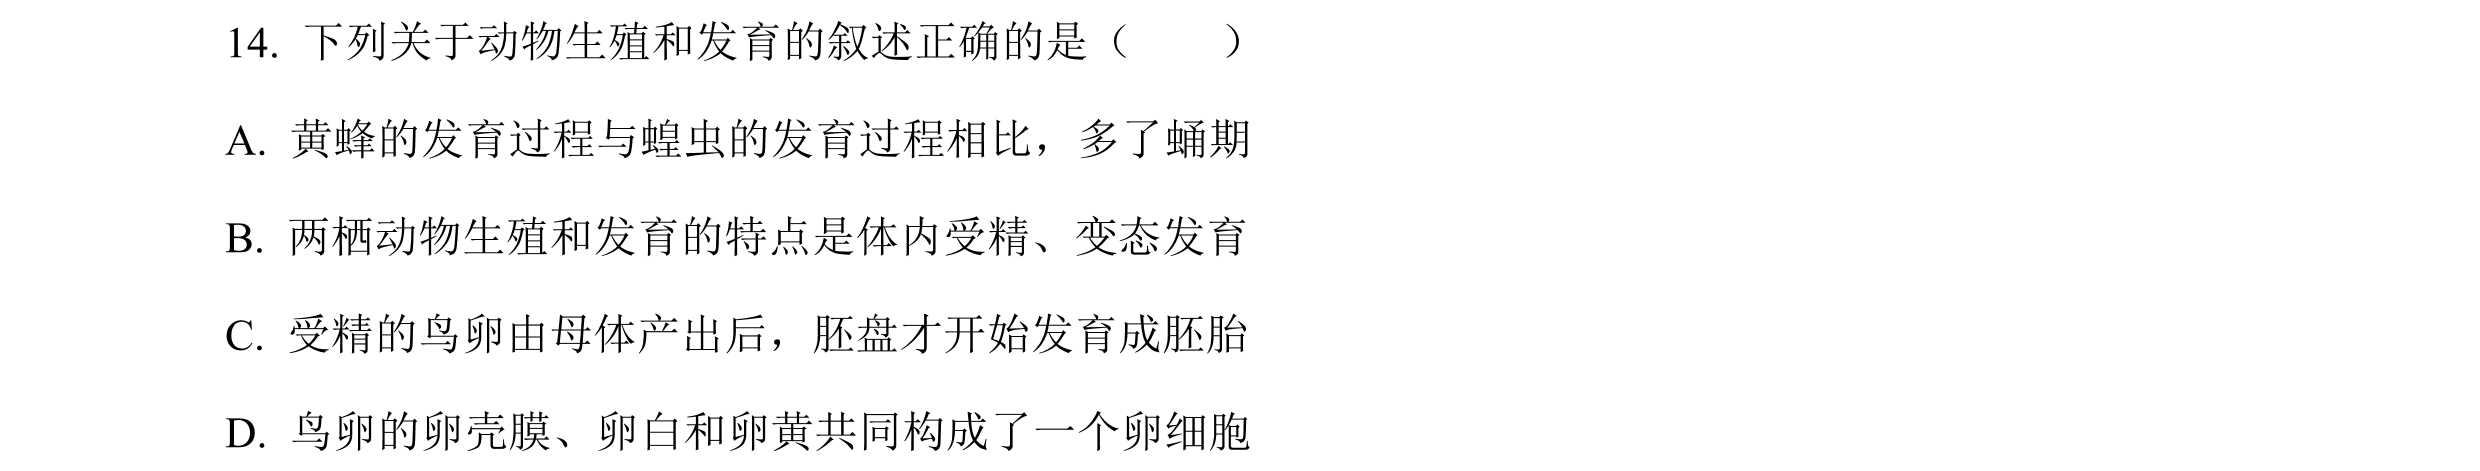 14. 下列关于动物生殖和发育的叙述正确的是（　　）
A. 黄蜂的发育过程与蝗虫的发育过程相比，多了蛹期
B. 两栖动物生殖和发育的特点是体内受精、变态发育
C. 受精的鸟卵由母体产出后，胚盘才开始发育成胚胎
D. 鸟卵的卵壳膜、卵白和卵黄共同构成了一个卵细胞